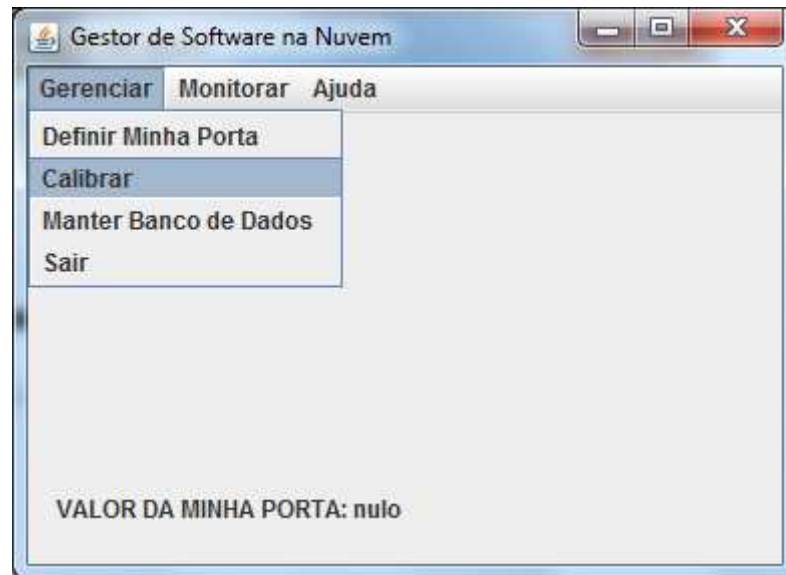 Gestor de Software na Nuvem
Gerenciar Monitorar Ajuda
Definir Minha Porta
Calibrar
Manter Banco de Dados
Sair
VALOR DA MINHA PORTA: nulo